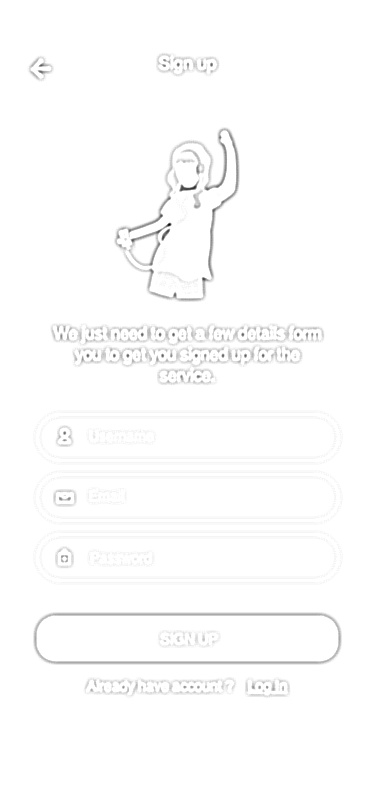 Sign up
We just need to get a few details form
you to get you signed up for the
service.
Username
Email
Password
SIGN UP
Already have account ? Log In